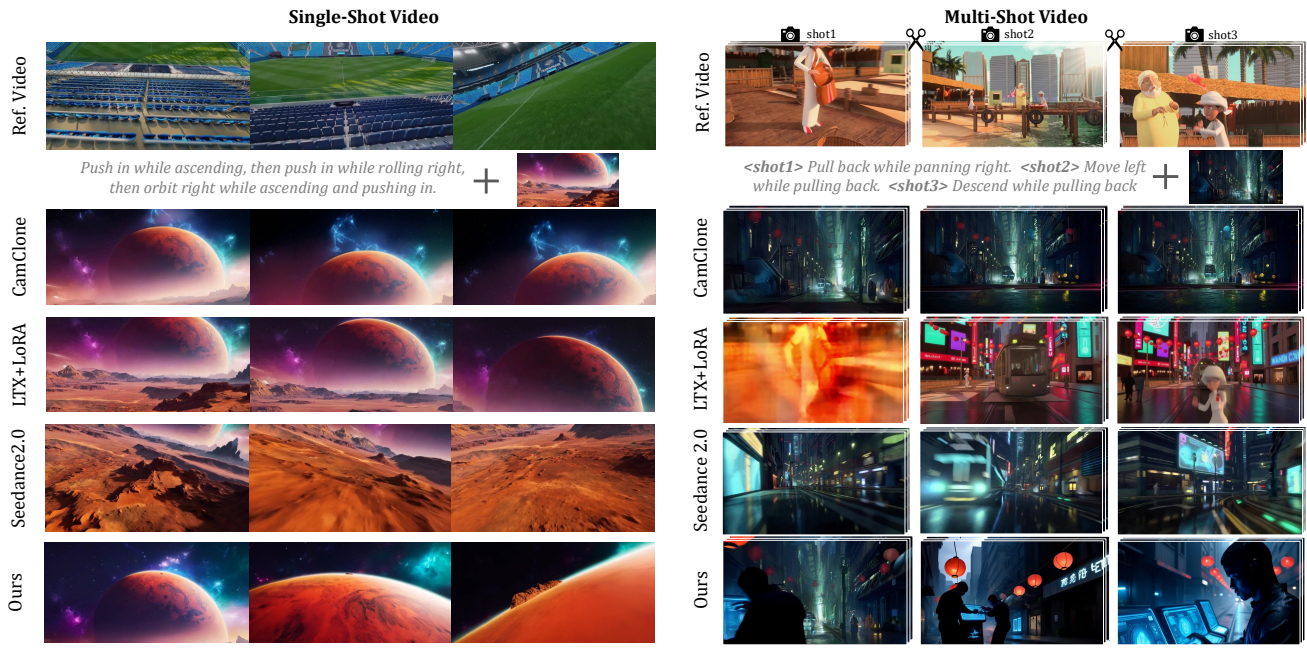 Single-Shot Video
Ref. Video
Push in while ascending, then push in while rolling right,
then orbit right while ascending and pushing in.
+
CamClone
LTX+LoRA
Seedance2.0
Ours
Multi-Shot Video
shot1
shot2
shot3
Ref. Video
<shot1> Pull back while panning right. <shot2> Move left
while pulling back. <shot3> Descend while pulling back
+
CamClone
LTX+LoRA
Seedance 2.0
Ours